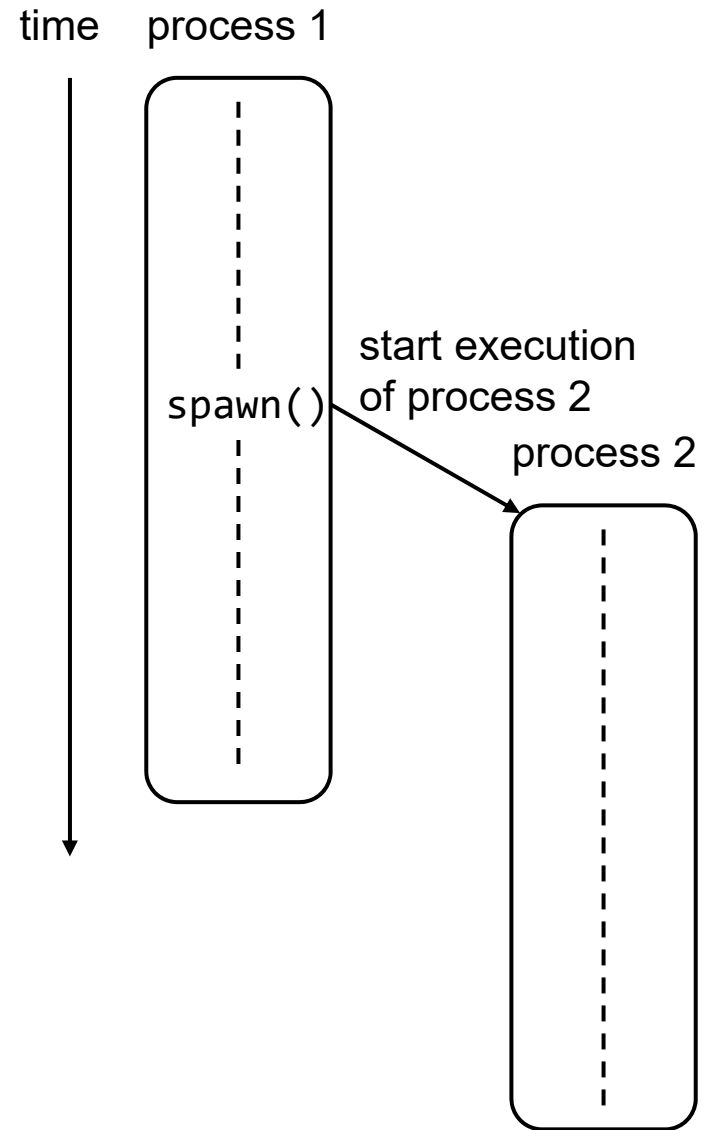 time process 1
start execution
spawn() of process 2
process 2